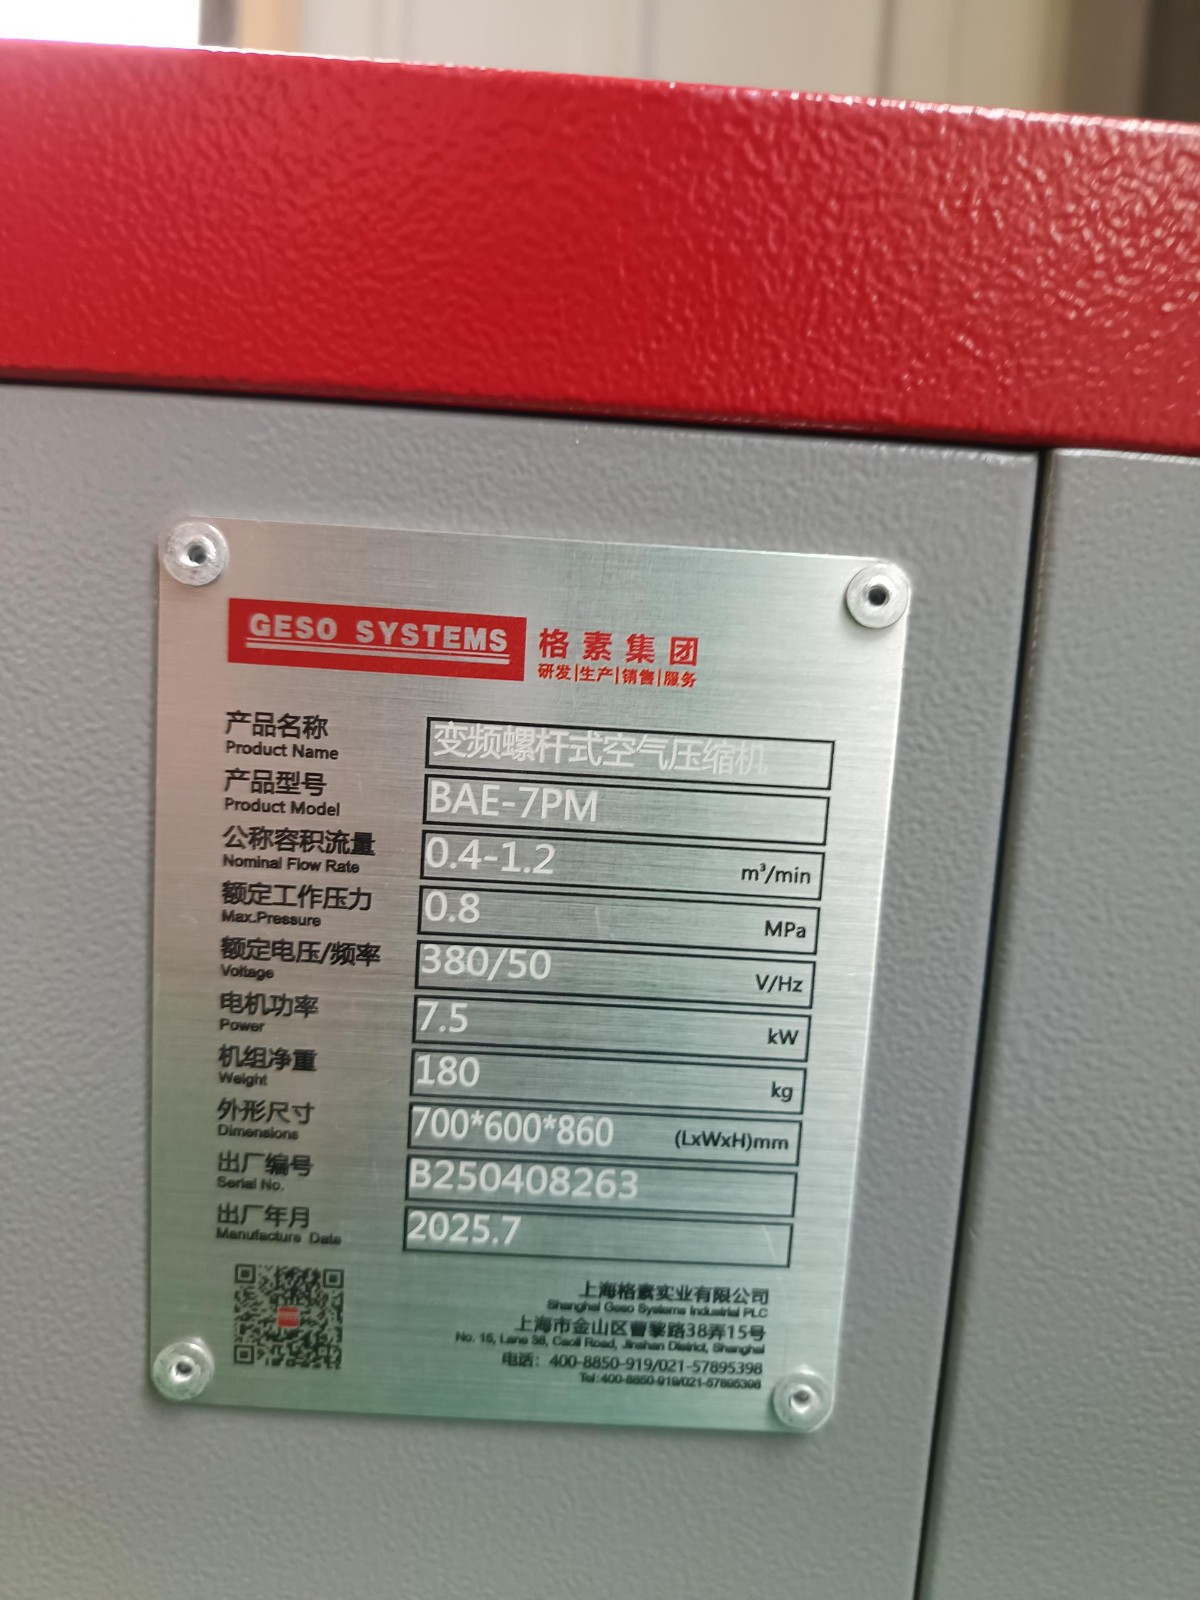 GESO SYSTEMS 格素集团
研发|生产|销售|服务
产品名称 变频螺杆式空气压缩机
Product Name
产品型号 BAE-7PM
Product Model
公称容积流量 0.4-1.2 m³/min
Nominal Flow Rate
额定工作压力 0.8 MPa
Max.Pressure
额定电压/频率 380/50 V/Hz
Voltage
电机功率 7.5 kW
Power
机组净重 180 kg
Weight
外形尺寸 700*600*860 (LxWxH)mm
Dimensions
出厂编号 B250408263
Serial No.
出厂年月 2025.7
Manufacture Date
上海格素实业有限公司
Shanghai Geso Systems Industrial PLC
上海市金山区曹黎路38弄15号
No. 15, Lane 38, Caoli Road, Jinshan District, Shanghai
电话：400-8850-919/021-57895398
Tel:400-8850-919/021-57895398